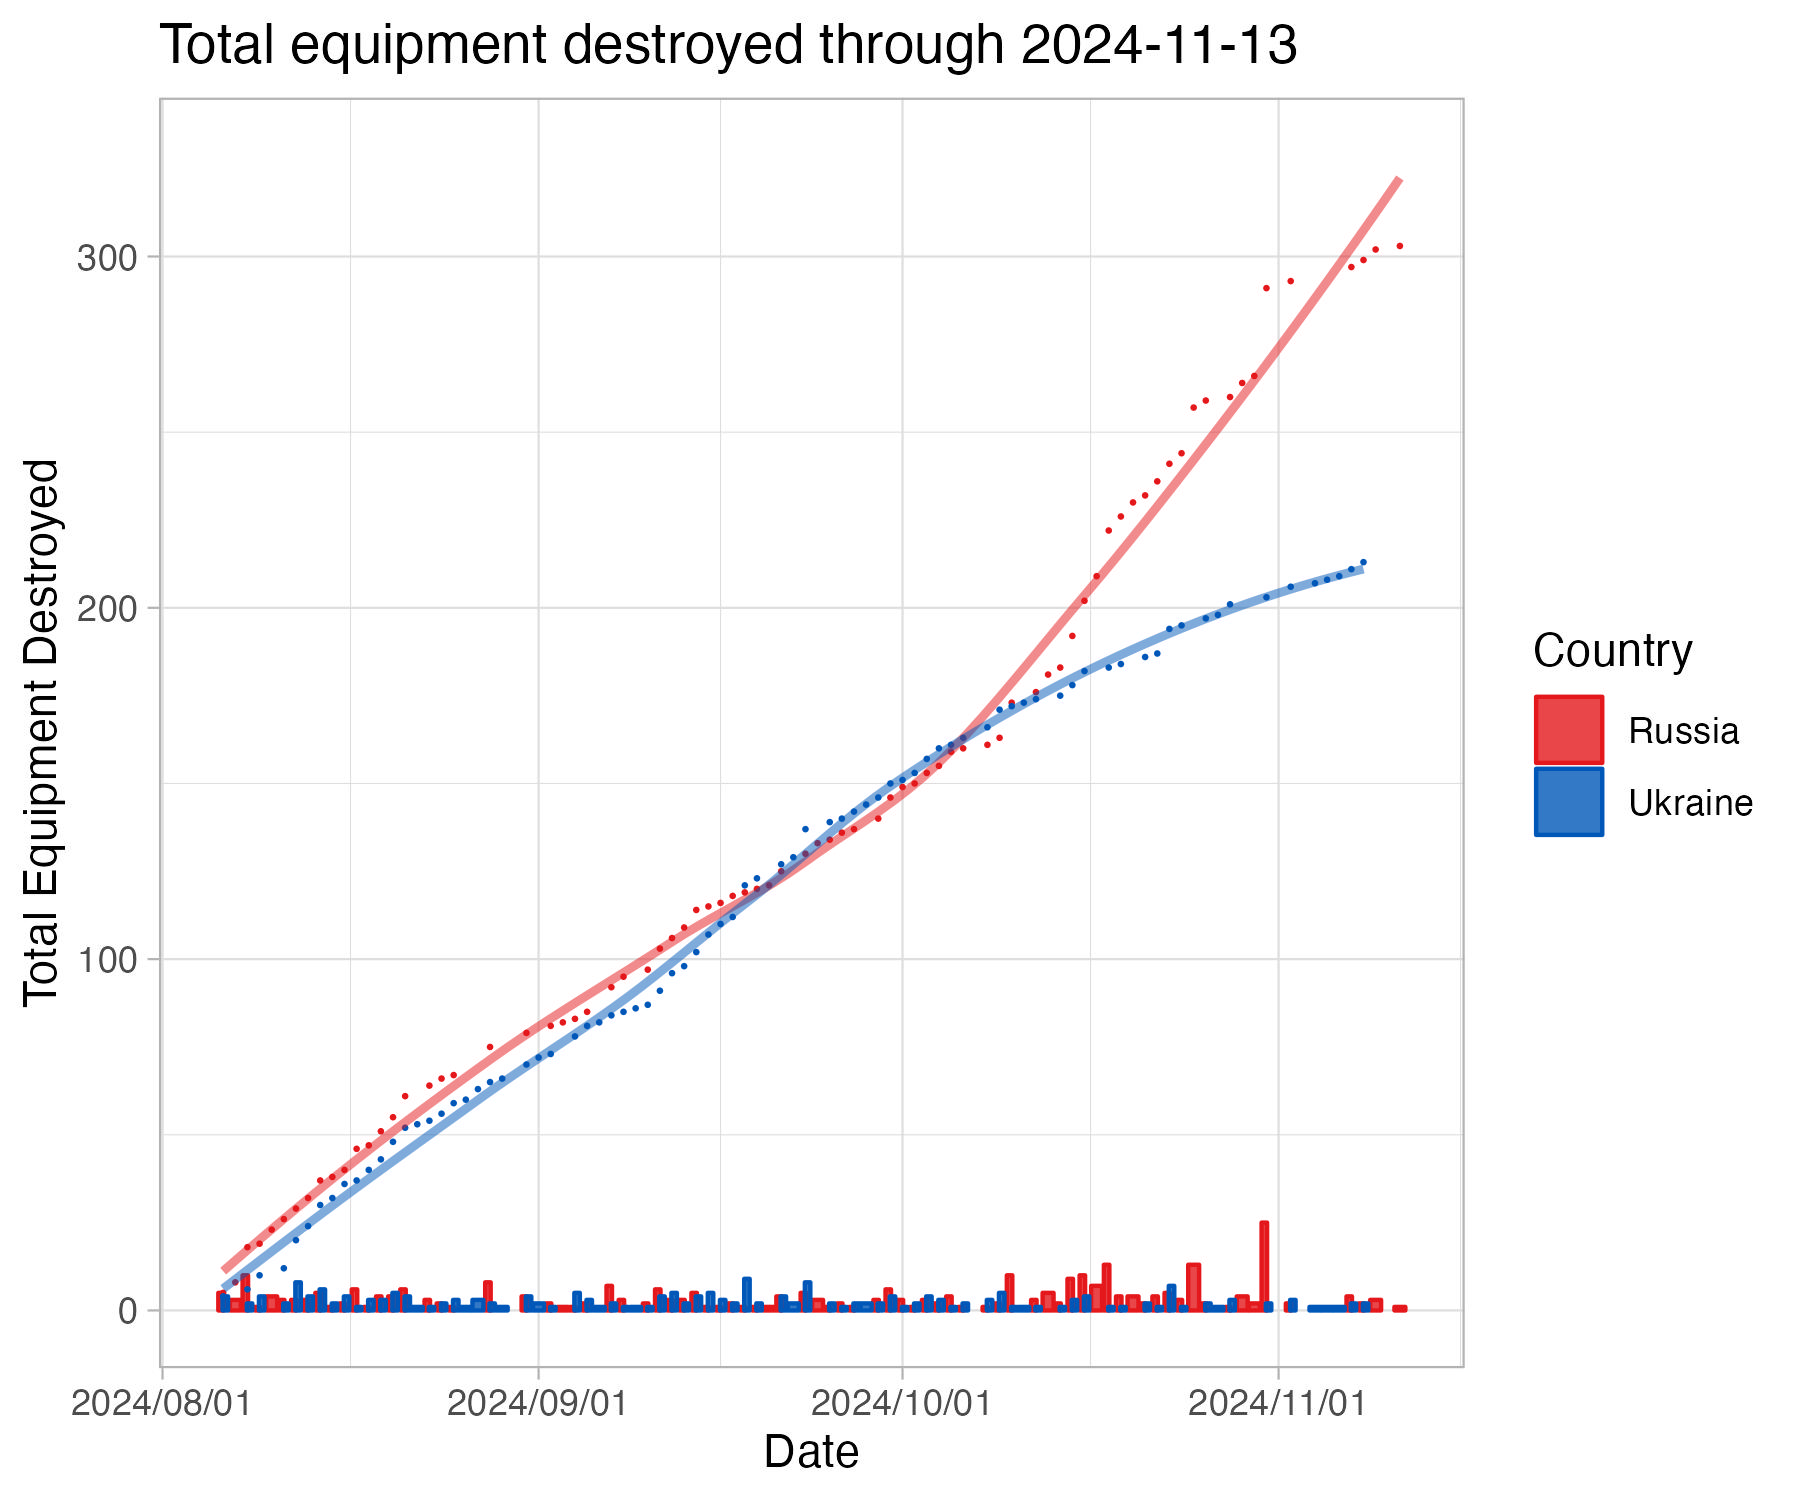 Total equipment destroyed through 2024-11-13
Total Equipment Destroyed
300
200
100
0
2024/08/01
2024/09/01
2024/10/01
2024/11/01
Date
Country
Russia
Ukraine